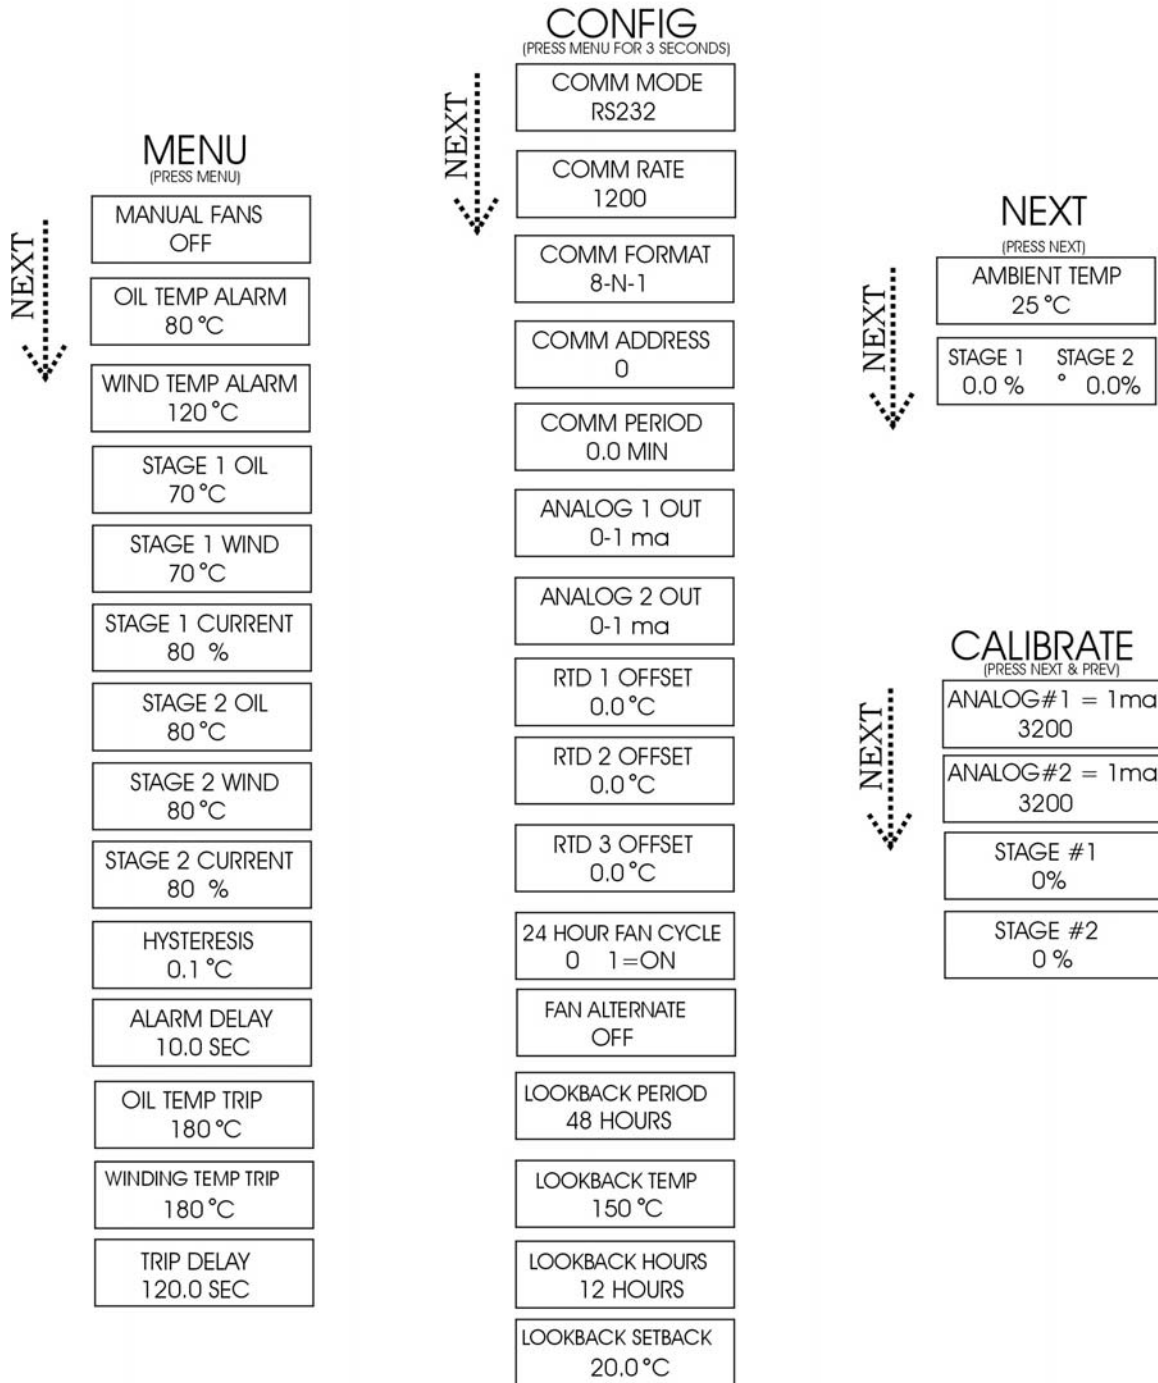 MENU
(PRESS MENU)
NEXT
MANUAL FANS
OFF
OIL TEMP ALARM
80 °C
WIND TEMP ALARM
120 °C
STAGE 1 OIL
70 °C
STAGE 1 WIND
70 °C
STAGE 1 CURRENT
80 %
STAGE 2 OIL
80 °C
STAGE 2 WIND
80 °C
STAGE 2 CURRENT
80 %
HYSTERESIS
0.1 °C
ALARM DELAY
10.0 SEC
OIL TEMP TRIP
180 °C
WINDING TEMP TRIP
180 °C
TRIP DELAY
120.0 SEC
CONFIG
(PRESS MENU FOR 3 SECONDS)
NEXT
COMM MODE
RS232
COMM RATE
1200
COMM FORMAT
8-N-1
COMM ADDRESS
0
COMM PERIOD
0.0 MIN
ANALOG 1 OUT
0-1 ma
ANALOG 2 OUT
0-1 ma
RTD 1 OFFSET
0.0 °C
RTD 2 OFFSET
0.0 °C
RTD 3 OFFSET
0.0 °C
24 HOUR FAN CYCLE
0 1=ON
FAN ALTERNATE
OFF
LOOKBACK PERIOD
48 HOURS
LOOKBACK TEMP
150 °C
LOOKBACK HOURS
12 HOURS
LOOKBACK SETBACK
20.0 °C
NEXT
(PRESS NEXT)
NEXT
AMBIENT TEMP
25 °C
STAGE 1 STAGE 2
0.0 % ° 0.0%
CALIBRATE
(PRESS NEXT & PREV)
NEXT
ANALOG#1 = 1ma
3200
ANALOG#2 = 1ma
3200
STAGE #1
0%
STAGE #2
0 %